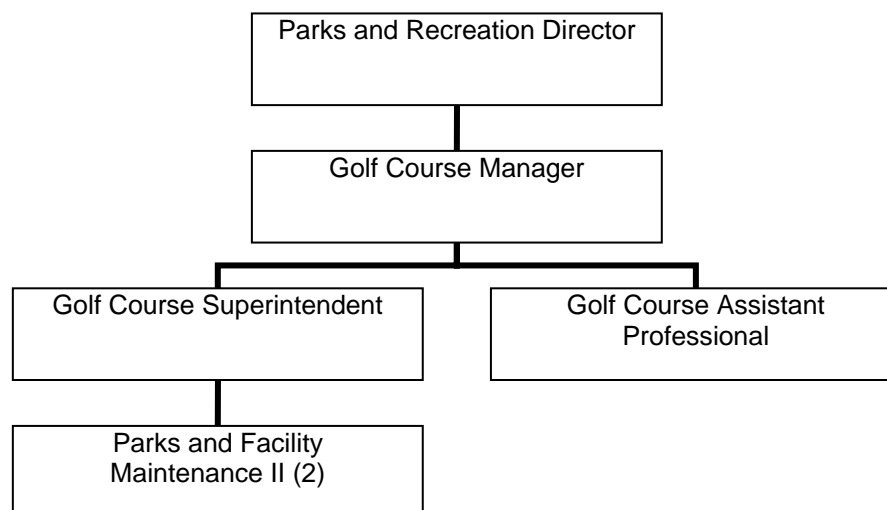 Parks and Recreation Director
Golf Course Manager
Golf Course Superintendent
Golf Course Assistant
Professional
Parks and Facility
Maintenance II (2)